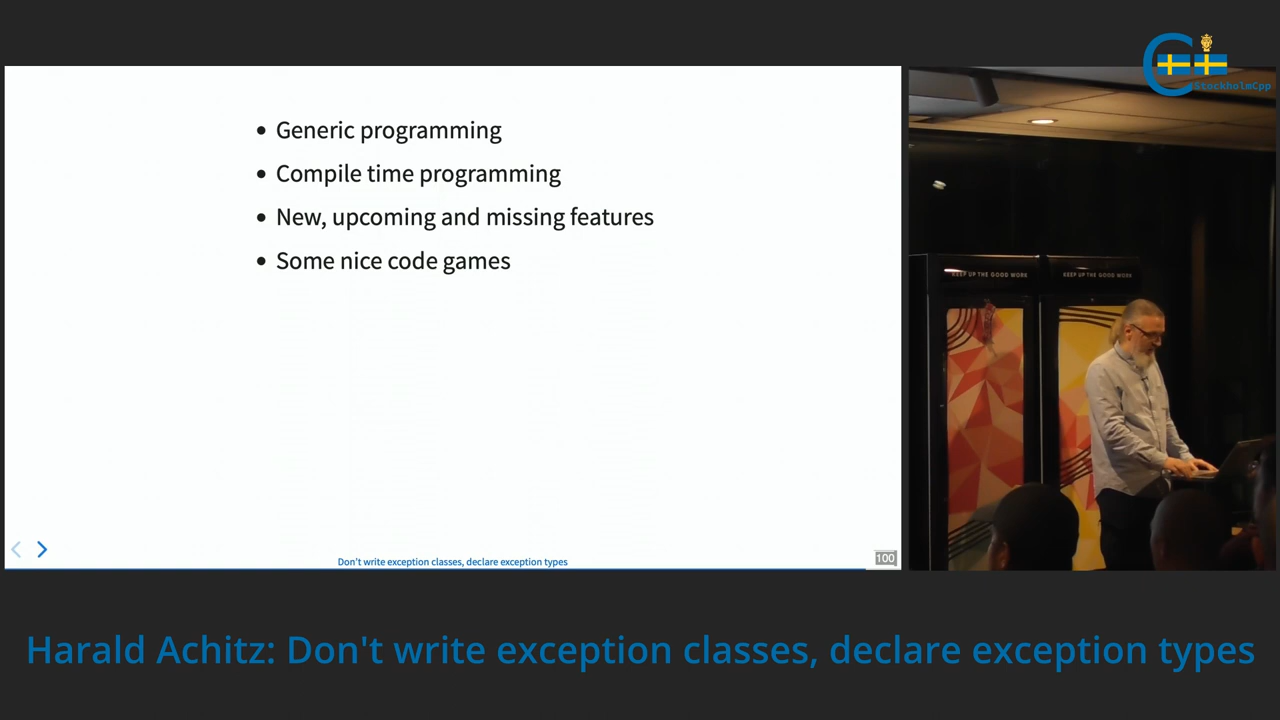 StockholmCpp
• Generic programming
• Compile time programming
• New, upcoming and missing features
• Some nice code games
KEEP UP THE GOOD WORK
KEEP UP THE GOOD WORK
Don't write exception classes, declare exception types
100
Harald Achitz: Don't write exception classes, declare exception types